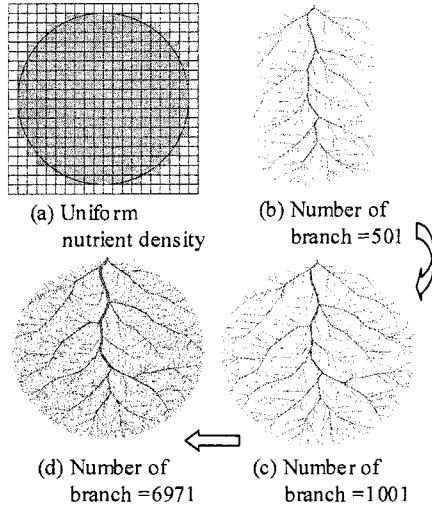 (a) Uniform
nutrient density
(b) Number of
branch =501
(d) Number of
branch =6971
(c) Number of
branch =1001